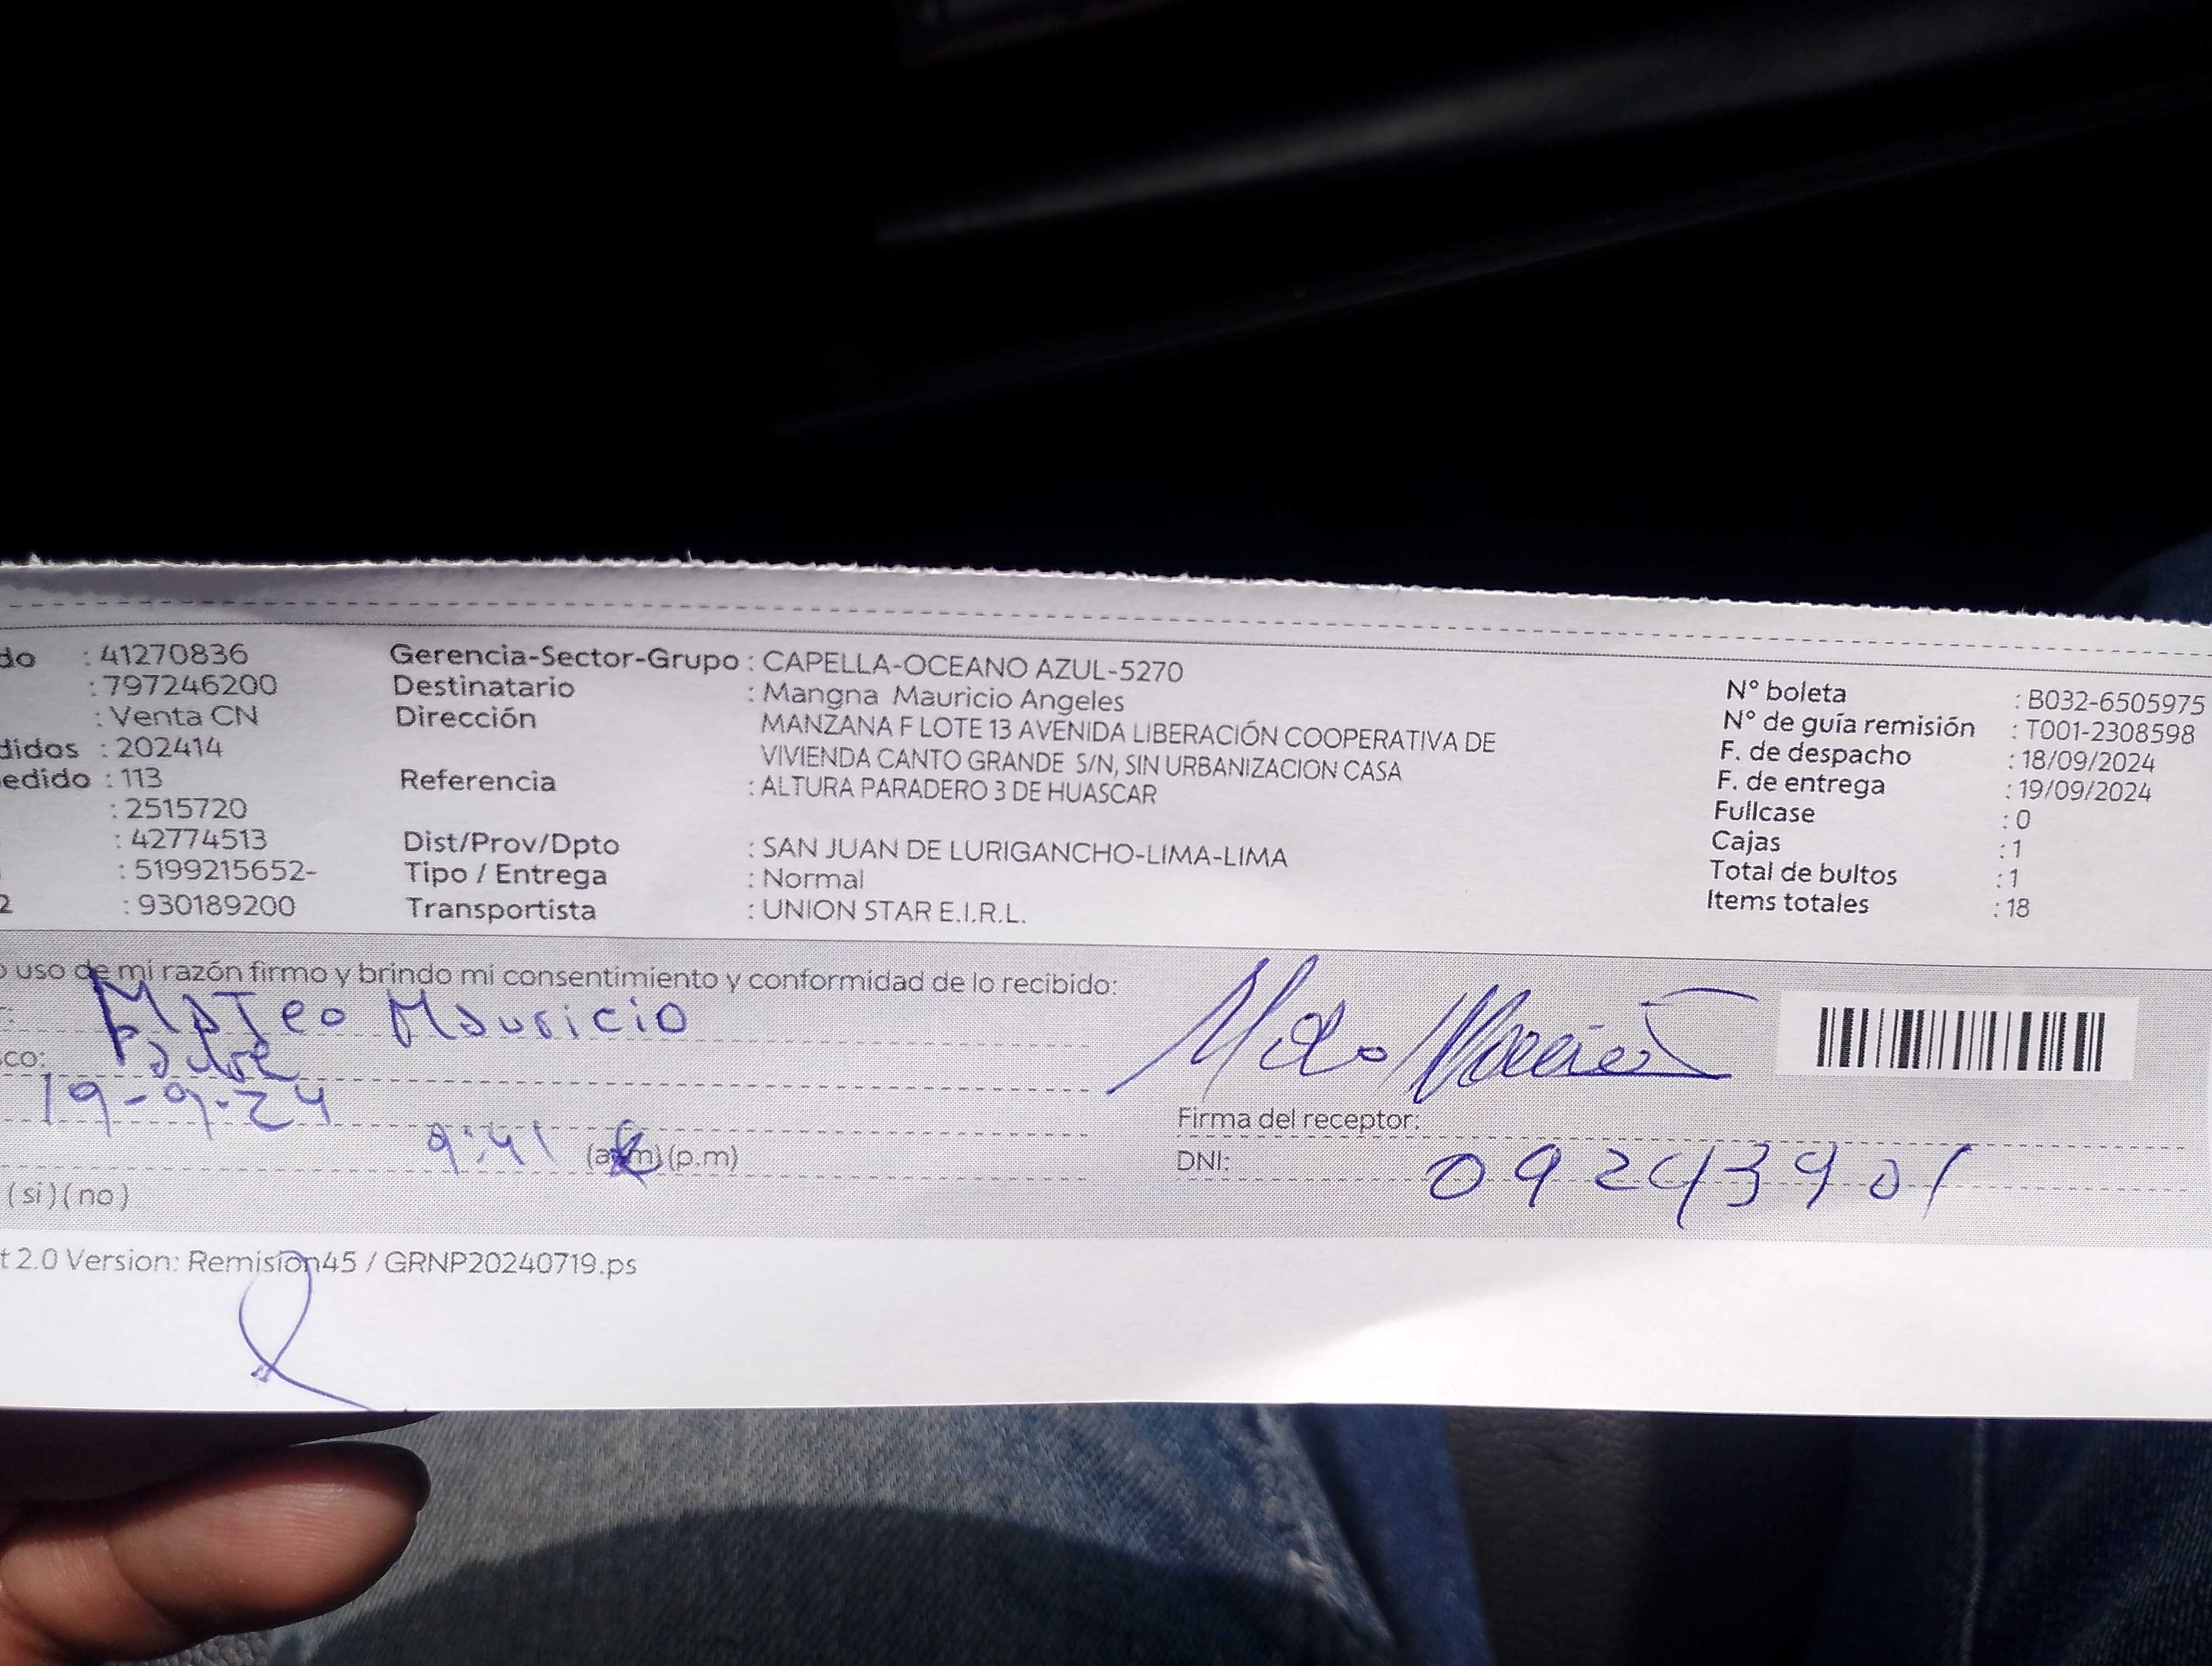 do : 41270836 Gerencia-Sector-Grupo : CAPELLA-OCEANO AZUL-5270
: 797246200 Destinatario : Mangna Mauricio Angeles Nº boleta : B032-6505975
: Venta CN Dirección MANZANA F LOTE 13 AVENIDA LIBERACIÓN COOPERATIVA DE Nº de guía remisión : T001-2308598
didos : 202414 VIVIENDA CANTO GRANDE S/N, SIN URBANIZACION CASA F. de despacho : 18/09/2024
edido : 113 Referencia : ALTURA PARADERO 3 DE HUASCAR F. de entrega : 19/09/2024
: 2515720 Fullcase : 0
: 42774513 Dist/Prov/Dpto : SAN JUAN DE LURIGANCHO-LIMA-LIMA Cajas : 1
: 5199215652- Tipo / Entrega : Normal Total de bultos : 1
2 : 930189200 Transportista : UNION STAR E.I.R.L. Items totales : 18
o uso de mi razón firmo y brindo mi consentimiento y conformidad de lo recibido:
Mateo Mauricio
sco: Padre
19-9-24
Firma del receptor:
9:41 (a.m) (p.m)
DNI: 09243901
(si) (no)
t 2.0 Version: Remision45 / GRNP20240719.ps